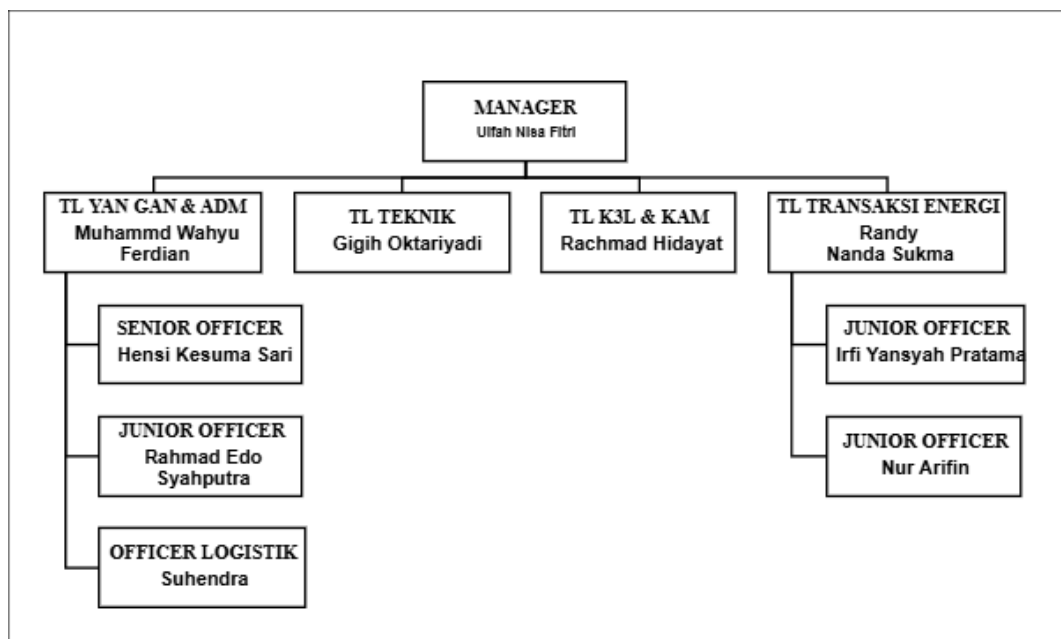 MANAGER
Ulfah Nisa Fitri
TL YAN GAN & ADM
Muhammd Wahyu
Ferdian
TL TEKNIK
Gigih Oktariyadi
TL K3L & KAM
Rachmad Hidayat
TL TRANSAKSI ENERGI
Randy
Nanda Sukma
SENIOR OFFICER
Hensi Kesuma Sari
JUNIOR OFFICER
Irfi Yansyah Pratama
JUNIOR OFFICER
Rahmad Edo
Syahputra
JUNIOR OFFICER
Nur Arifin
OFFICER LOGISTIK
Suhendra